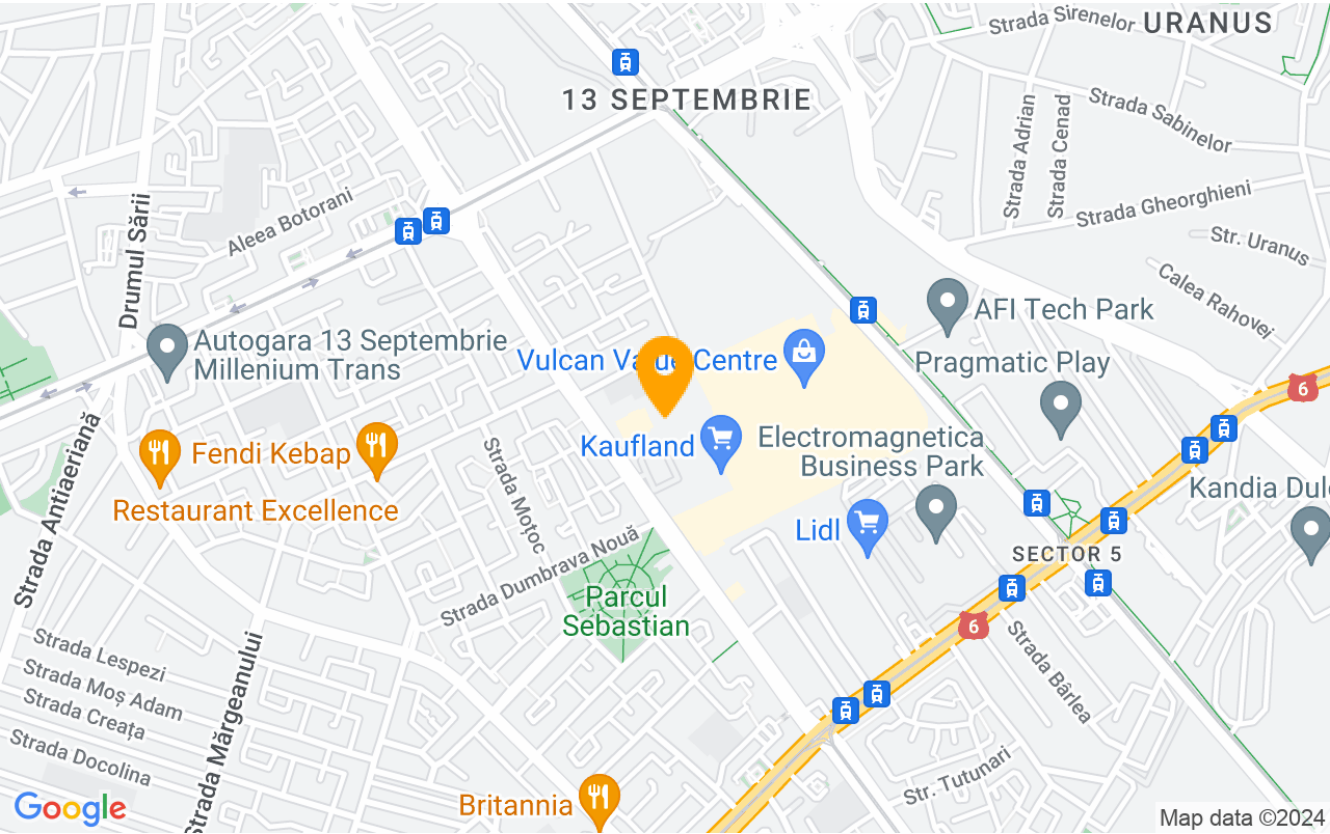 Strada Sirenelor
URANUS
13 SEPTEMBRIE
Strada Sabinelor
Strada Adrian
Strada Cenad
Strada Gheorghieni
Drumul Sării
Aleea Botorani
Str. Uranus
Calea Rahovei
AFI Tech Park
Autogara 13 Septembrie
Millenium Trans
Vulcan Va ue Centre
Pragmatic Play
6
Fendi Kebap
Kaufland
Electromagnetica
Business Park
Restaurant Excellence
Strada Moțoc
Kandia Dul
Lidl
Strada Antiaeriană
SECTOR 5
Strada Dumbrava Nouă
Parcul
Sebastian
6
Strada Bârlea
Strada Lespezi
Strada Moș Adam
Strada Creața
Strada Docolina
Strada Mărgeanului
Str. Tutunari
Britannia
Google
Map data ©2024